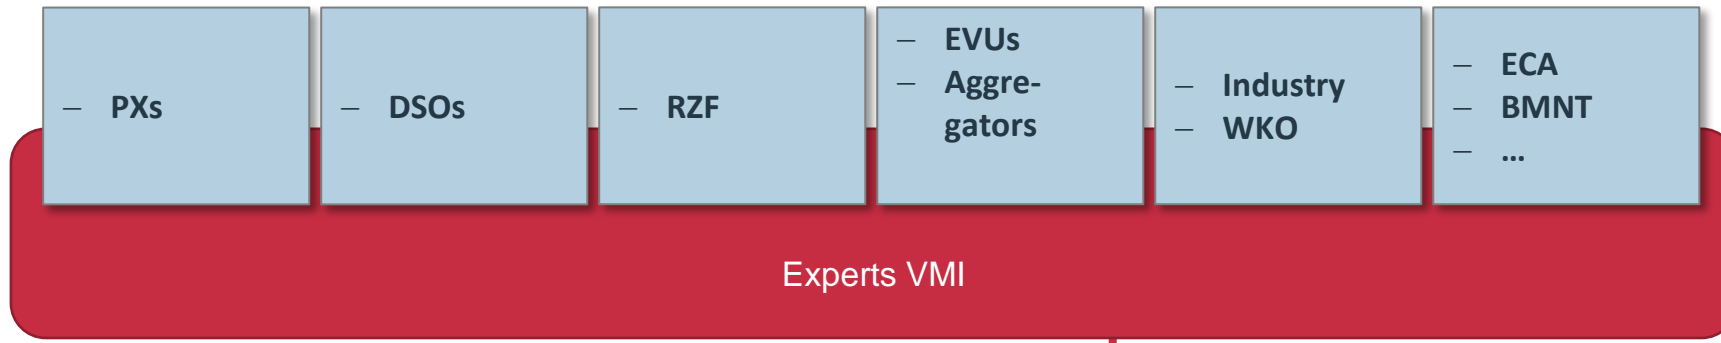 – PXs
– DSOs
– RZF
– EVUs
– Aggre-
gators
– Industry
– WKO
– ECA
– BMNT
– ...
Experts VMI